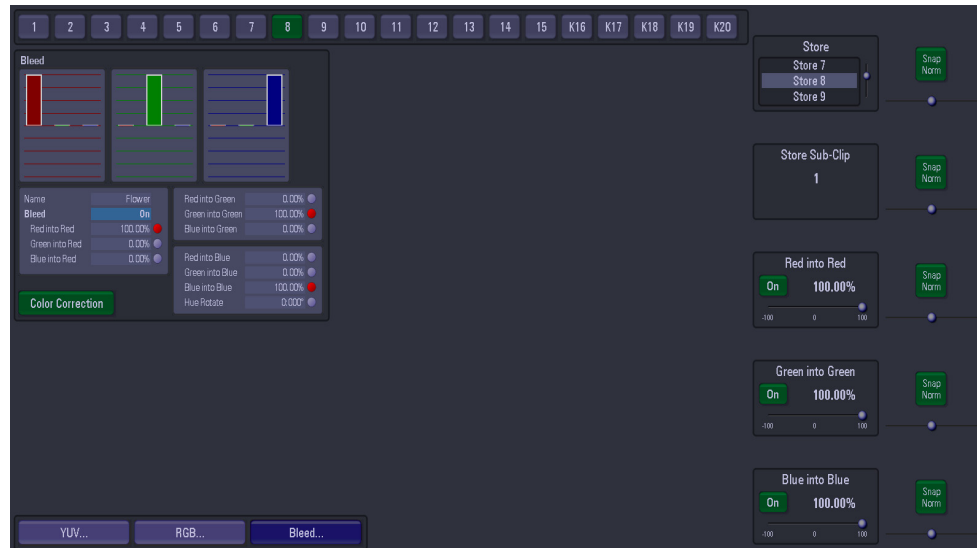 1 2 3 4 5 6 7 8 9 10 11 12 13 14 15 K16 K17 K18 K19 K20
Bleed
Name Flower
Bleed On
Red into Red 100.00%
Green into Red 0.00%
Blue into Red 0.00%
Red into Green 0.00%
Green into Green 100.00%
Blue into Green 0.00%
Red into Blue 0.00%
Green into Blue 0.00%
Blue into Blue 100.00%
Hue Rotate 0:000°
Color Correction
YUV... RGB... Bleed...
Store
Store 7
Store 8
Store 9
Snap
Norm
Store Sub-Clip
1
Snap
Norm
Red into Red
On 100.00%
-100 0 100
Snap
Norm
Green into Green
On 100.00%
-100 0 100
Snap
Norm
Blue into Blue
On 100.00%
-100 0 100
Snap
Norm